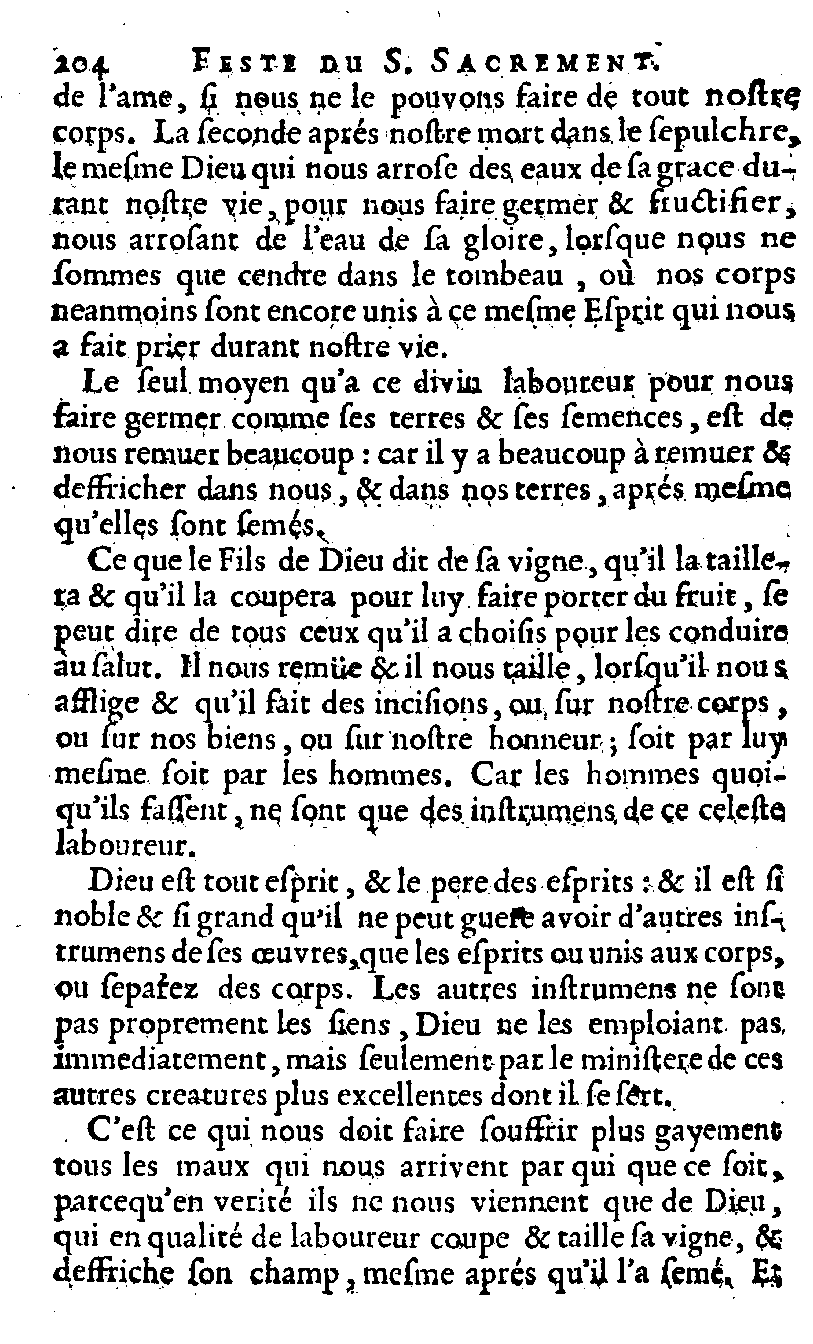 204 FESTE DU S. SACREMENT.
de l'ame, ſi nous ne le pouvons faire de tout noſtre
corps. La ſeconde aprés noſtre mort dans le ſepulchre,
le meſme Dieu qui nous arroſe des eaux de ſa grace du-
rant noſtre vie, pour nous faire germer & fructifier,
nous arroſant de l'eau de ſa gloire, lorſque nous ne
ſommes que cendre dans le tombeau , où nos corps
neanmoins ſont encore unis à ce meſme Eſprit qui nous
a fait prier durant noſtre vie.
Le ſeul moyen qu'a ce divin laboureur pour nous
faire germer comme ſes terres & ſes ſemences, eſt de
nous remuer beaucoup : car il y a beaucoup à remuer &
deffricher dans nous, & dans nos terres, aprés meſme
qu'elles ſont ſemés.
Ce que le Fils de Dieu dit de ſa vigne, qu'il la taille-
ra & qu'il la coupera pour luy faire porter du fruit, ſe
peut dire de tous ceux qu'il a choiſis pour les conduire
au ſalut. Il nous remüe & il nous taille, lorſqu'il nous
afflige & qu'il fait des inciſions, ou ſur noſtre corps,
ou ſur nos biens, ou ſur noſtre honneur ; ſoit par luy
meſme ſoit par les hommes. Car les hommes quoi-
qu'ils faſſent, ne ſont que des inſtrumens de ce celeſte
laboureur.
Dieu eſt tout eſprit, & le pere des eſprits : & il eſt ſi
noble & ſi grand qu'il ne peut guere avoir d'autres inſ-
trumens de ſes œuvres, que les eſprits ou unis aux corps,
ou ſeparez des corps. Les autres inſtrumens ne ſont
pas proprement les ſiens, Dieu ne les emploiant pas
immediatement, mais ſeulement par le miniſtere de ces
autres creatures plus excellentes dont il ſe ſert.
C'eſt ce qui nous doit faire ſouffrir plus gayement
tous les maux qui nous arrivent par qui que ce ſoit,
parcequ'en verité ils ne nous viennent que de Dieu,
qui en qualité de laboureur coupe & taille ſa vigne, &
deffriche ſon champ, meſme aprés qu'il l'a ſemé. Et